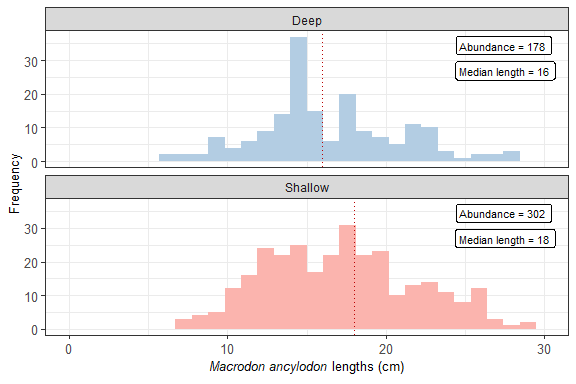 Deep
Abundance = 178
Median length = 16
30
20
10
0
Frequency
Shallow
Abundance = 302
Median length = 18
30
20
10
0
0 10 20 30
Macrodon ancylodon lengths (cm)